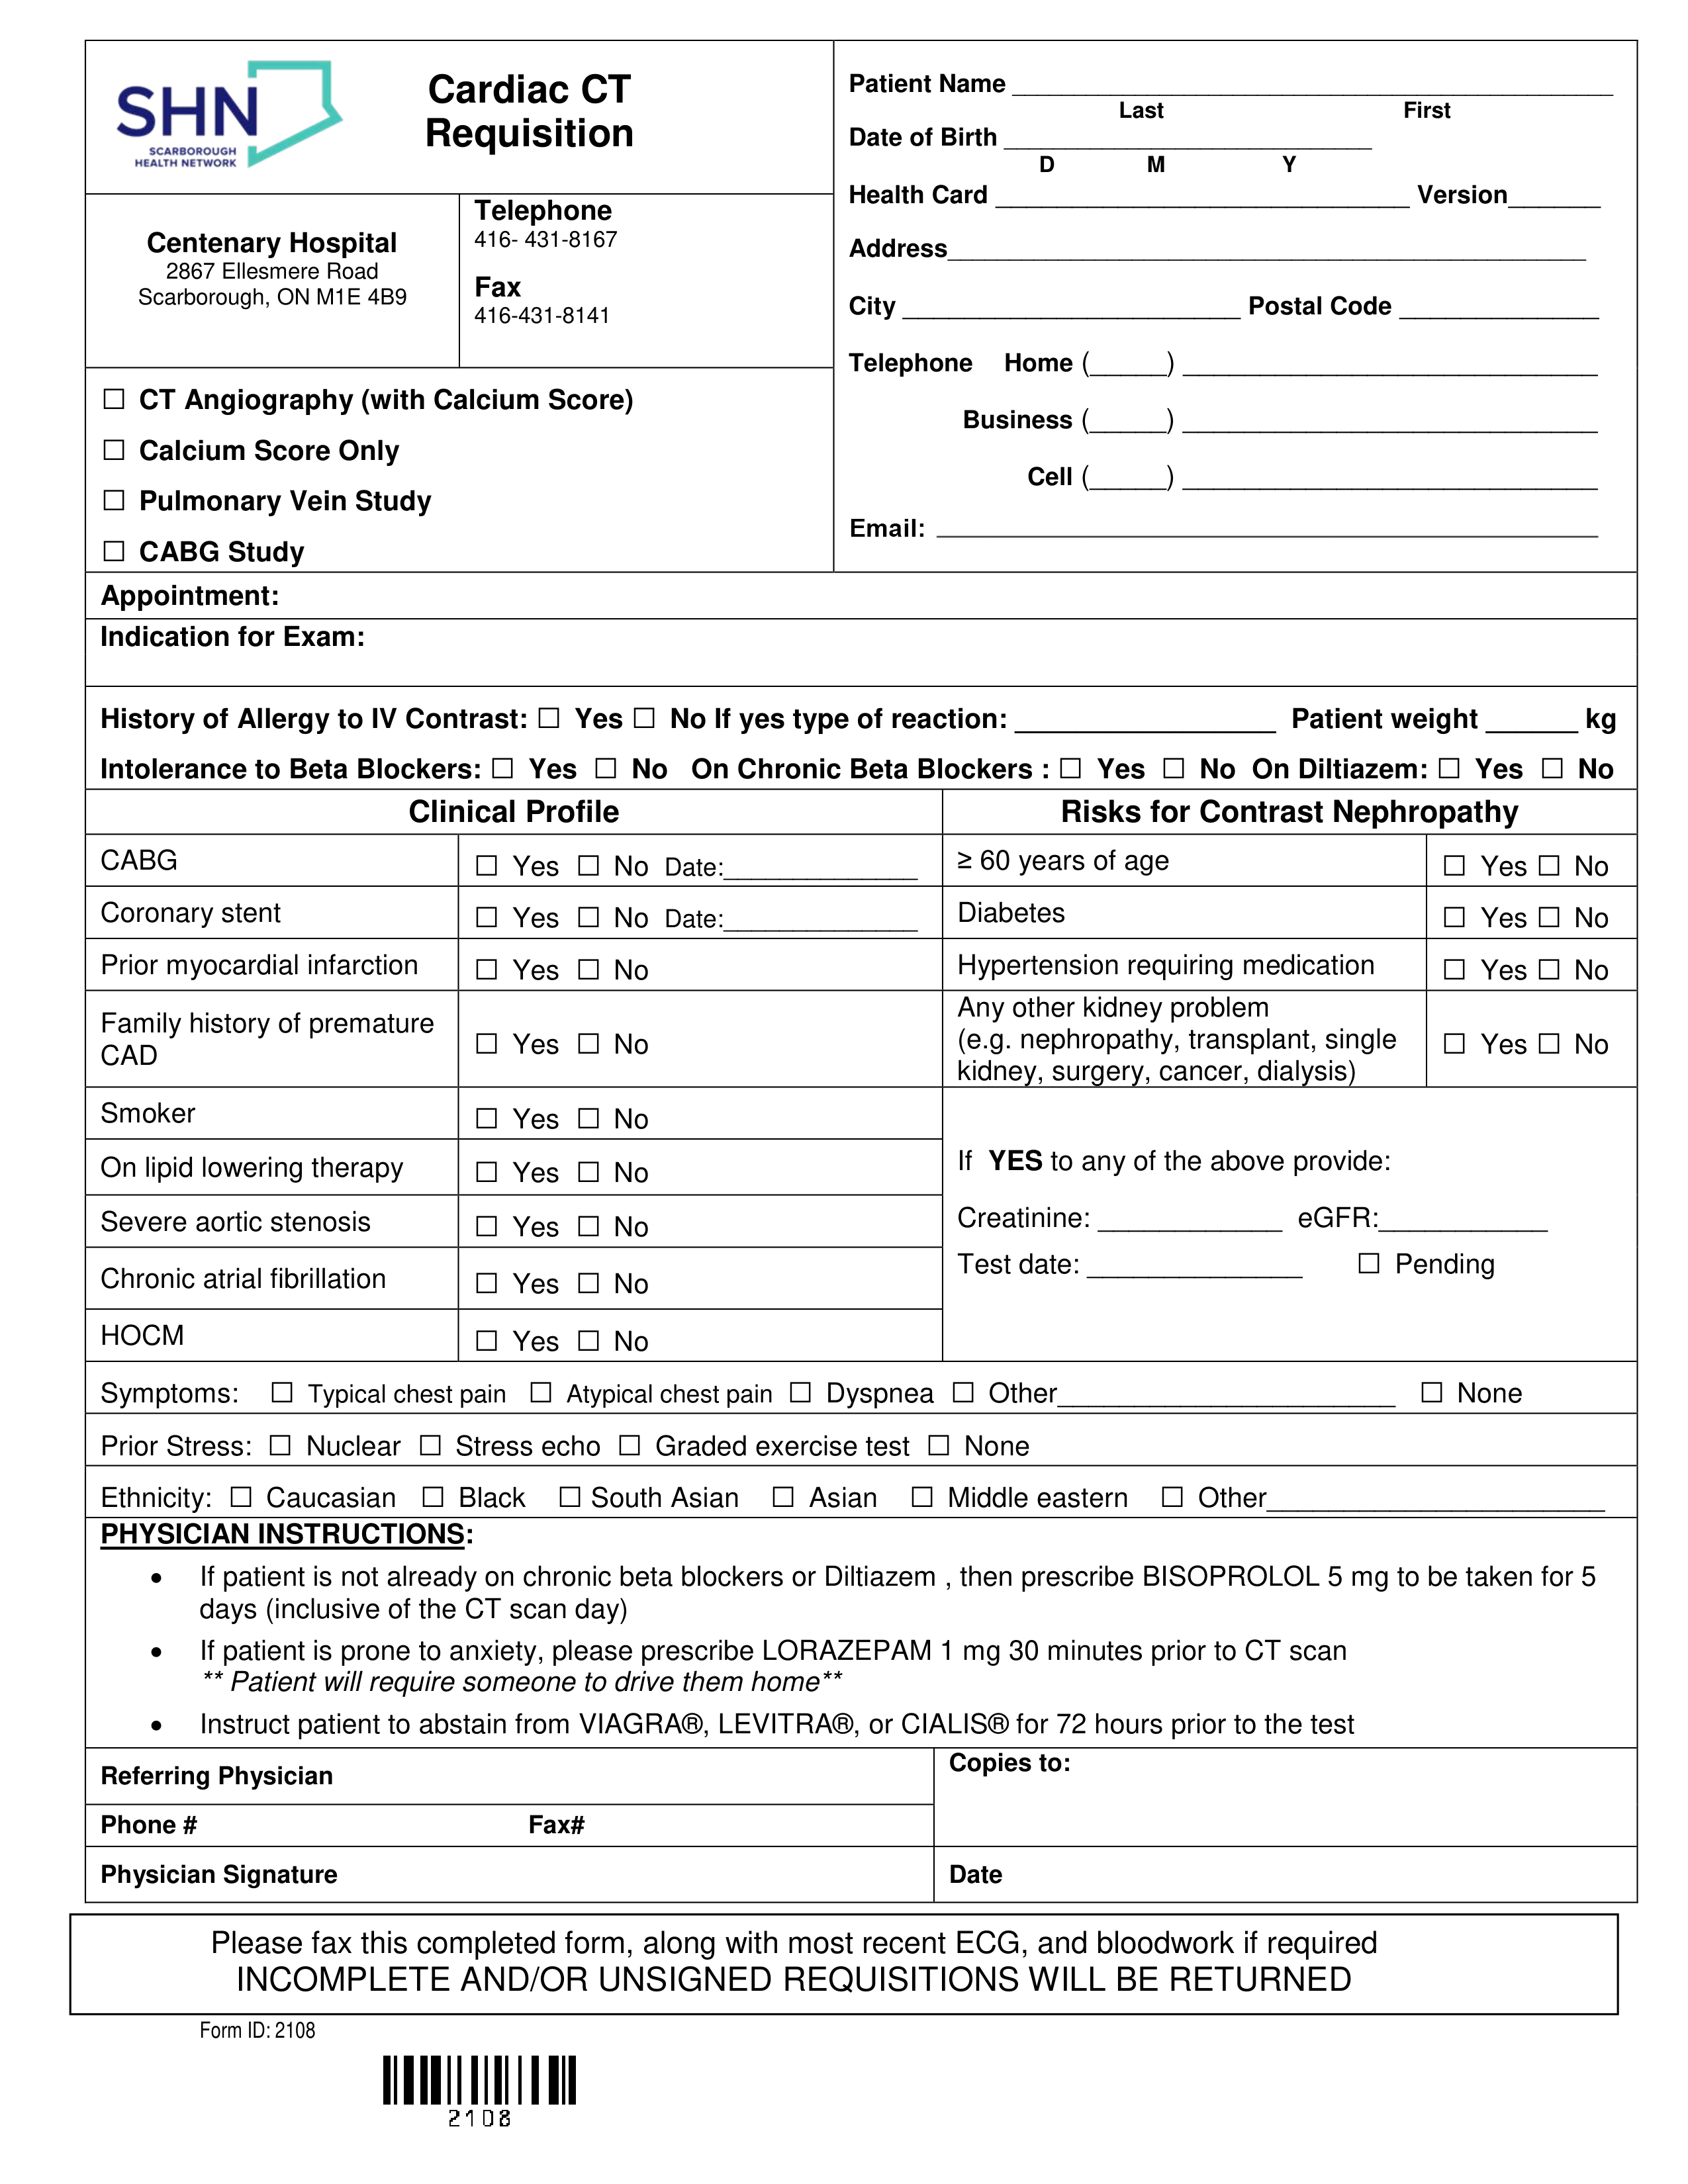 SHN
SCARBOROUGH
HEALTH NETWORK
Cardiac CT
Requisition
Centenary Hospital
2867 Ellesmere Road
Scarborough, ON M1E 4B9
Telephone
416- 431-8167
Fax
416-431-8141
☐ CT Angiography (with Calcium Score)
☐ Calcium Score Only
☐ Pulmonary Vein Study
☐ CABG Study
Patient Name ____________________
Last First
Date of Birth ____________________
D M Y
Health Card ____________________ Version______
Address____________________
City ____________________ Postal Code ____________
Telephone Home (_____) ____________________
Business (_____) ____________________
Cell (_____) ____________________
Email: ____________________
Appointment:
Indication for Exam:
History of Allergy to IV Contrast: ☐ Yes ☐ No If yes type of reaction: ____________ Patient weight ______ kg
Intolerance to Beta Blockers: ☐ Yes ☐ No On Chronic Beta Blockers : ☐ Yes ☐ No On Diltiazem: ☐ Yes ☐ No
Clinical Profile
CABG ☐ Yes ☐ No Date:____________
Coronary stent ☐ Yes ☐ No Date:____________
Prior myocardial infarction ☐ Yes ☐ No
Family history of premature
CAD ☐ Yes ☐ No
Smoker ☐ Yes ☐ No
On lipid lowering therapy ☐ Yes ☐ No
Severe aortic stenosis ☐ Yes ☐ No
Chronic atrial fibrillation ☐ Yes ☐ No
HOCM ☐ Yes ☐ No
Risks for Contrast Nephropathy
≥ 60 years of age ☐ Yes ☐ No
Diabetes ☐ Yes ☐ No
Hypertension requiring medication ☐ Yes ☐ No
Any other kidney problem
(e.g. nephropathy, transplant, single ☐ Yes ☐ No
kidney, surgery, cancer, dialysis)
If YES to any of the above provide:
Creatinine: ____________ eGFR:___________
Test date: ______________ ☐ Pending
Symptoms: ☐ Typical chest pain ☐ Atypical chest pain ☐ Dyspnea ☐ Other____________________ ☐ None
Prior Stress: ☐ Nuclear ☐ Stress echo ☐ Graded exercise test ☐ None
Ethnicity: ☐ Caucasian ☐ Black ☐ South Asian ☐ Asian ☐ Middle eastern ☐ Other____________________
PHYSICIAN INSTRUCTIONS:
• If patient is not already on chronic beta blockers or Diltiazem , then prescribe BISOPROLOL 5 mg to be taken for 5
days (inclusive of the CT scan day)
• If patient is prone to anxiety, please prescribe LORAZEPAM 1 mg 30 minutes prior to CT scan
** Patient will require someone to drive them home**
• Instruct patient to abstain from VIAGRA®, LEVITRA®, or CIALIS® for 72 hours prior to the test
Referring Physician
Phone # Fax#
Physician Signature
Copies to:
Date
Please fax this completed form, along with most recent ECG, and bloodwork if required
INCOMPLETE AND/OR UNSIGNED REQUISITIONS WILL BE RETURNED
Form ID: 2108
2108